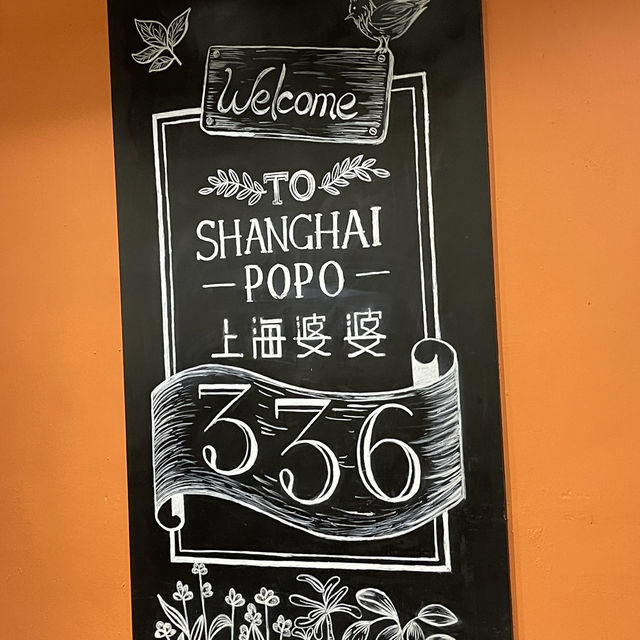 Welcome
TO
SHANGHAI
—POPO—
上海婆婆
336